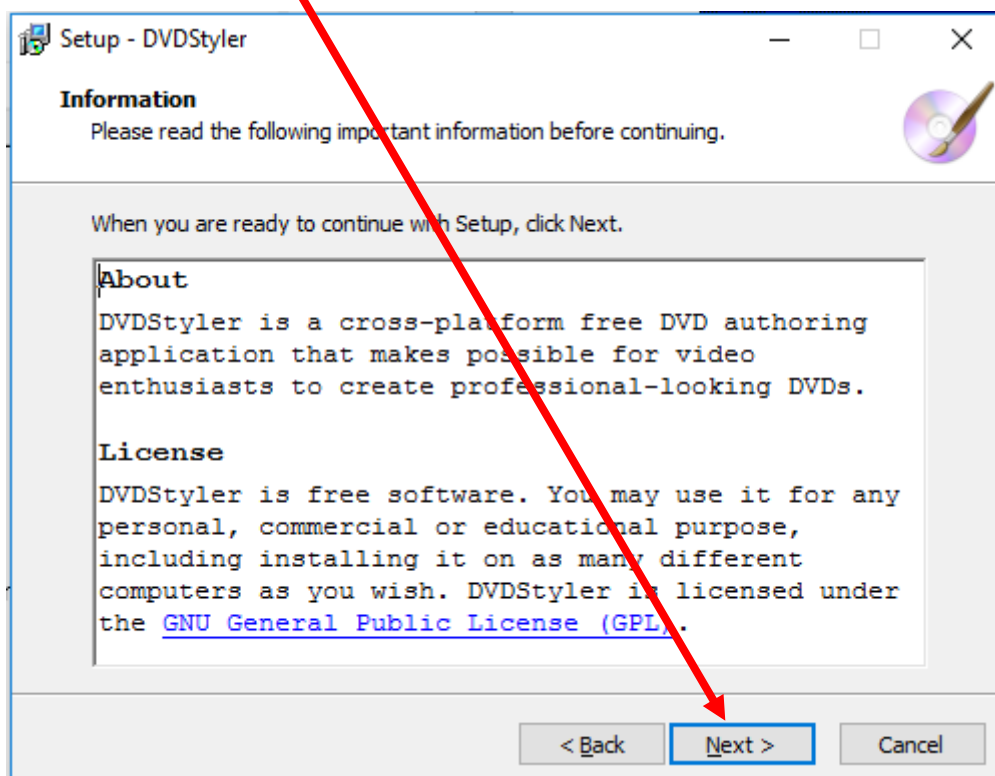 Setup - DVDStyler
Information
Please read the following important information before continuing.
When you are ready to continue with Setup, click Next.
About
DVDStyler is a cross-platform free DVD authoring
application that makes possible for video
enthusiasts to create professional-looking DVDs.
License
DVDStyler is free software. You may use it for any
personal, commercial or educational purpose,
including installing it on as many different
computers as you wish. DVDStyler is licensed under
the GNU General Public License (GPL).
< Back Next > Cancel